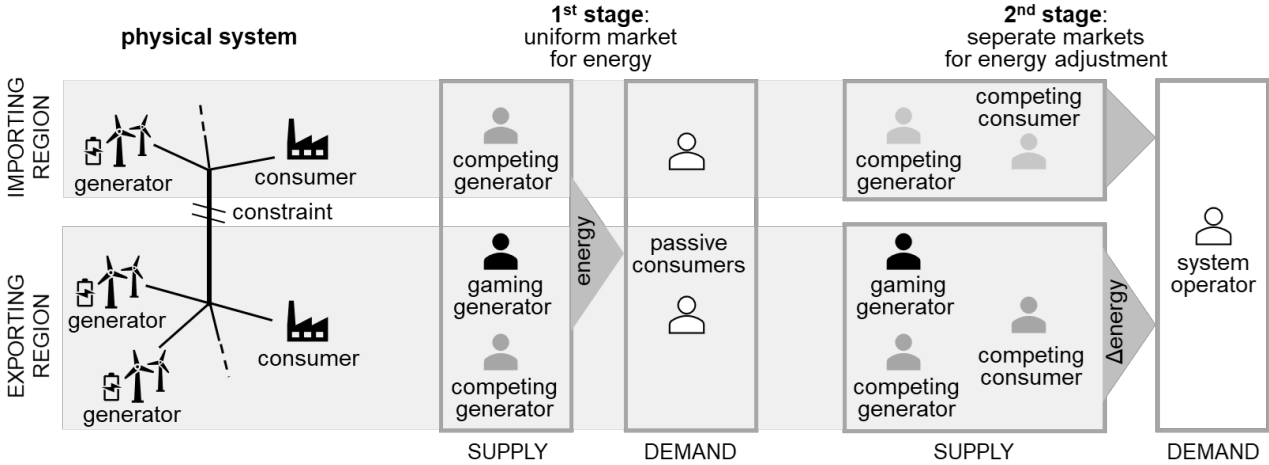 physical system
1st stage:
uniform market
for energy
2nd stage:
seperate markets
for energy adjustment
IMPORTING
REGION
generator
consumer
constraint
competing
generator
competing
generator
competing
consumer
EXPORTING
REGION
generator
generator
consumer
gaming
generator
competing
generator
energy
passive
consumers
gaming
generator
competing
generator
competing
consumer
Δenergy
system
operator
SUPPLY
DEMAND
SUPPLY
DEMAND